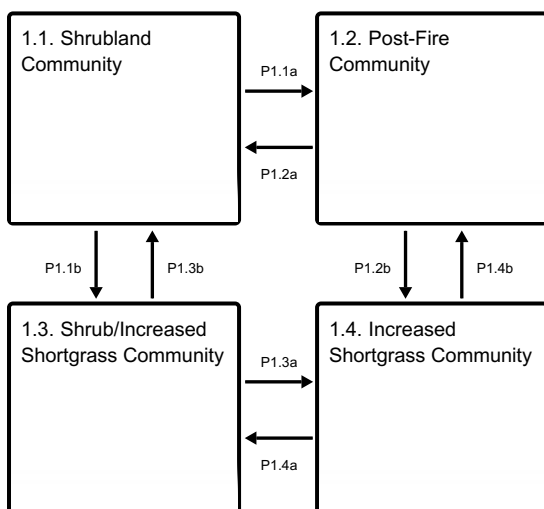 1.1. Shrubland
Community
P1.1a
1.2. Post-Fire
Community
P1.2a
P1.1b
P1.3b
P1.2b
P1.4b
1.3. Shrub/Increased
Shortgrass Community
P1.3a
1.4. Increased
Shortgrass Community
P1.4a